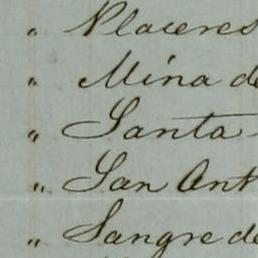 " Placeres
" Mina de
" Santa
" San Ant
" Sangre de